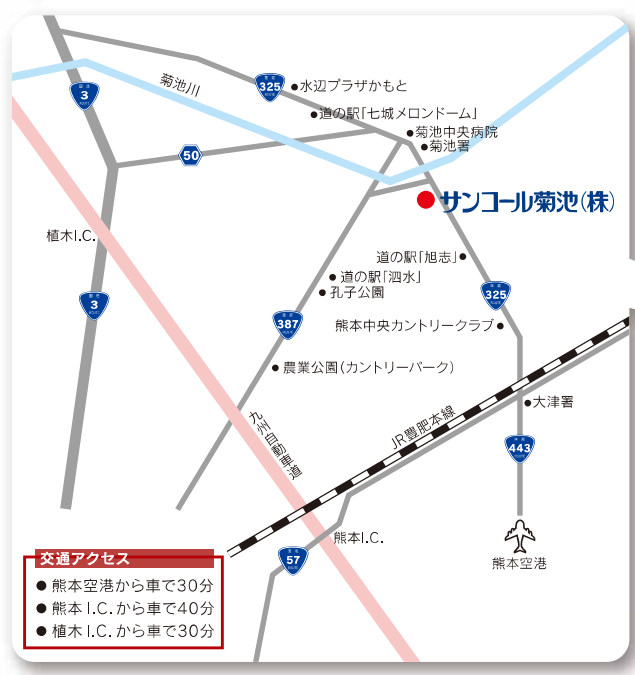 菊池川
325
水辺プラザかもと
3
道の駅「七城メロンドーム」
菊池中央病院
菊池署
50
サンコール菊池(株)
植木I.C.
道の駅「旭志」
道の駅「泗水」
孔子公園
325
3
387
熊本中央カントリークラブ
農業公園(カントリーパーク)
大津署
九州自動車道
JR豊肥本線
443
熊本I.C.
57
熊本空港
交通アクセス
● 熊本空港から車で30分
● 熊本 I.C. から車で40分
● 植木 I.C. から車で30分